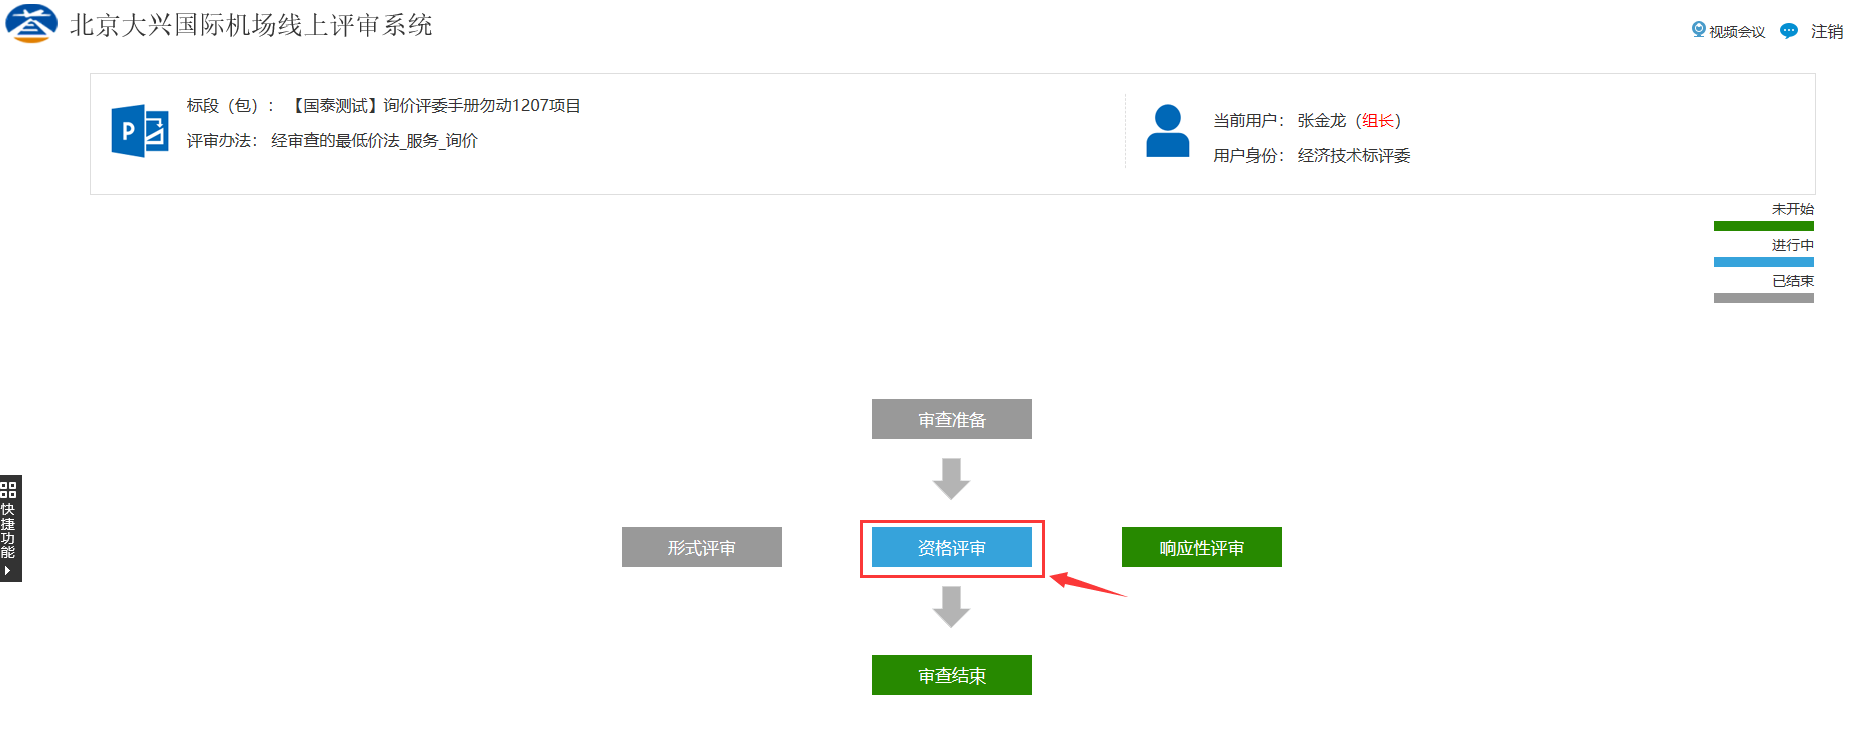 北京大兴国际机场线上评审系统
视频会议 注销
标段（包）： 【国泰测试】询价评委手册勿动1207项目
评审办法： 经审查的最低价法_服务_询价
当前用户： 张金龙（组长）
用户身份： 经济技术标评委
未开始
进行中
已结束
审查准备
形式评审 资格评审 响应性评审
审查结束
快捷功能